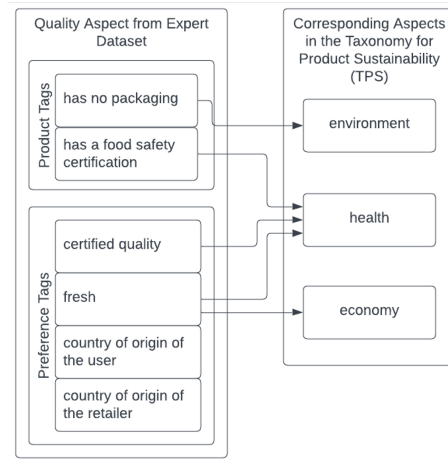 Quality Aspect from Expert
Dataset
Product Tags
has no packaging
has a food safety
certification
Preference Tags
certified quality
fresh
country of origin of
the user
country of origin of
the retailer
Corresponding Aspects
in the Taxonomy for
Product Sustainability
(TPS)
environment
health
economy